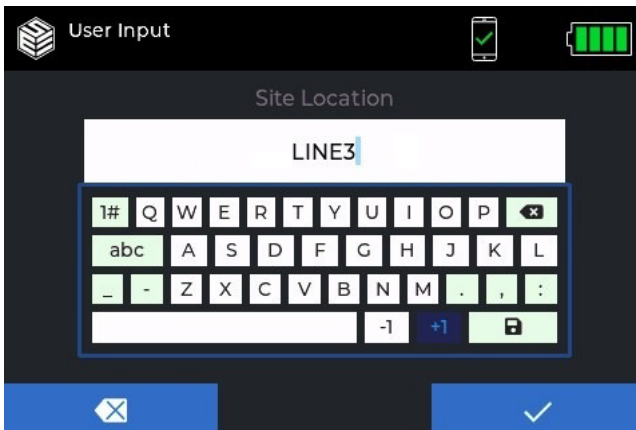 User Input
Site Location
LINE3
1# Q W E R T Y U I O P
abc A S D F G H J K L
_ - Z X C V B N M . , :
-1 +1